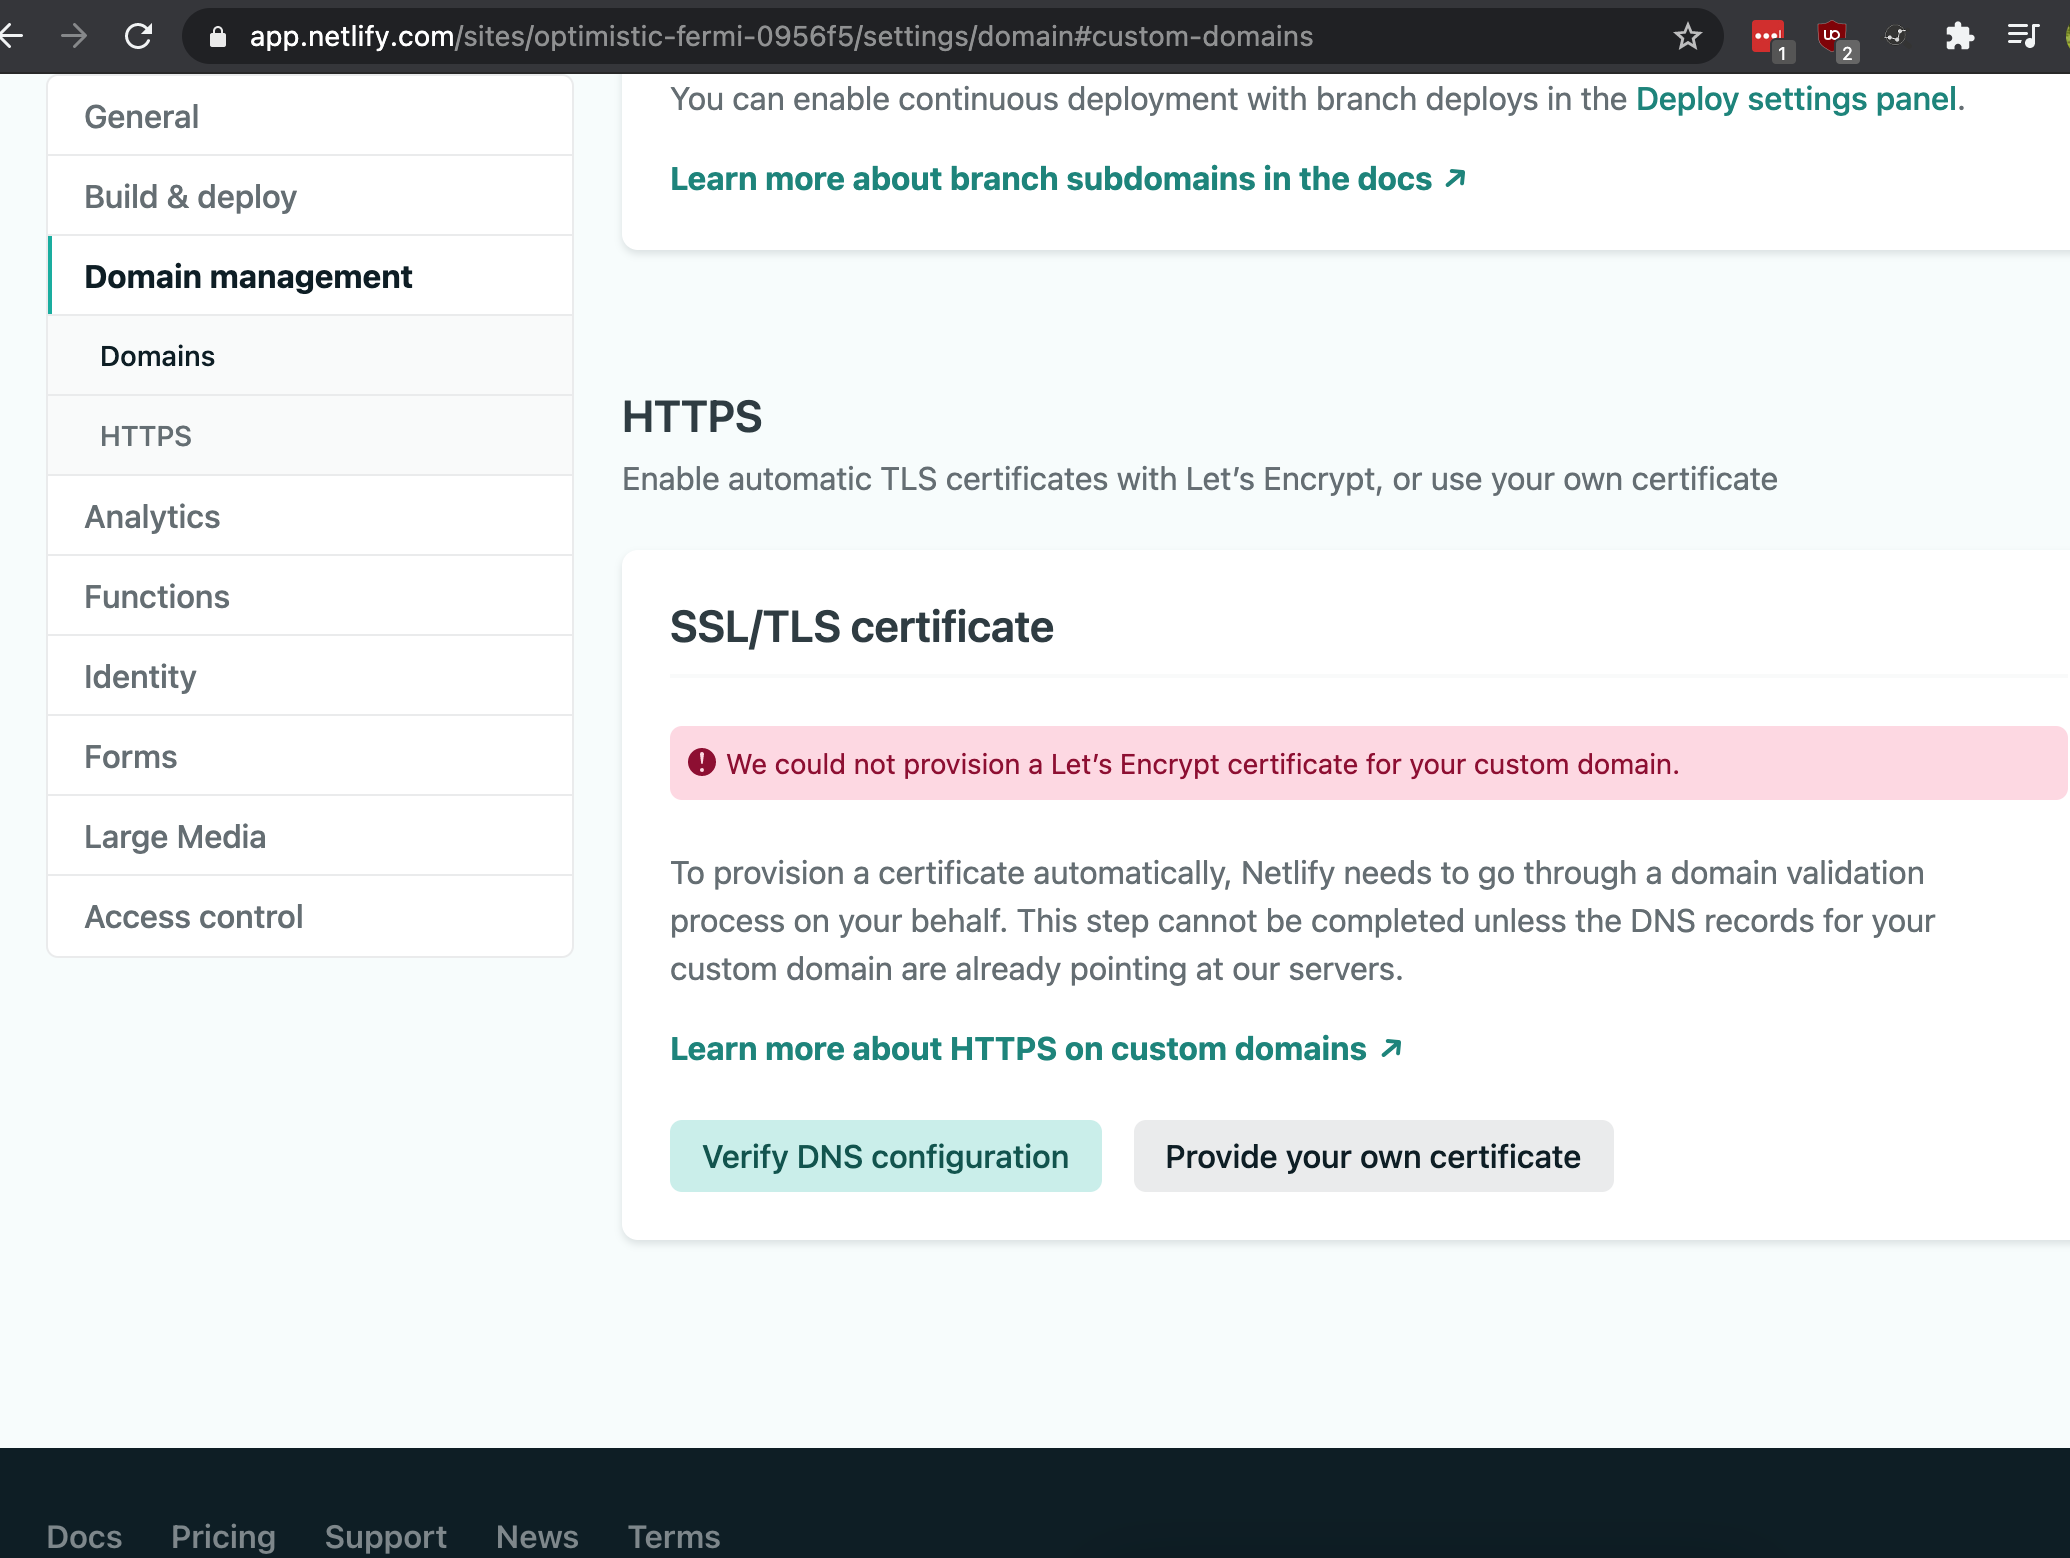 app.netlify.com/sites/optimistic-fermi-0956f5/settings/domain#custom-domains
1
2
General
Build & deploy
Domain management
Domains
HTTPS
Analytics
Functions
Identity
Forms
Large Media
Access control
You can enable continuous deployment with branch deploys in the Deploy settings panel.
Learn more about branch subdomains in the docs
HTTPS
Enable automatic TLS certificates with Let’s Encrypt, or use your own certificate
SSL/TLS certificate
We could not provision a Let’s Encrypt certificate for your custom domain.
To provision a certificate automatically, Netlify needs to go through a domain validation
process on your behalf. This step cannot be completed unless the DNS records for your
custom domain are already pointing at our servers.
Learn more about HTTPS on custom domains
Verify DNS configuration
Provide your own certificate
Docs Pricing Support News Terms